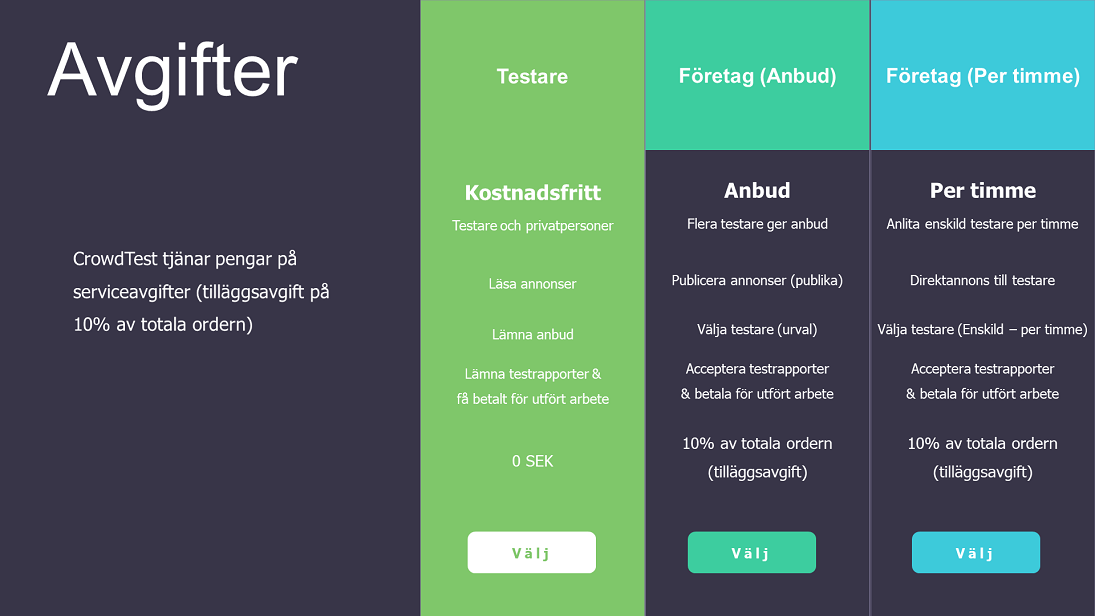 Avgifter
CrowdTest tjänar pengar på
serviceavgifter (tilläggsavgift på
10% av totala ordern)
Testare
Kostnadsfritt
Testare och privatpersoner
Läsa annonser
Lämna anbud
Lämna testrapporter &
få betalt för utfört arbete
0 SEK
Välj
Företag (Anbud)
Anbud
Flera testare ger anbud
Publicera annonser (publika)
Välja testare (urval)
Acceptera testrapporter
& betala för utfört arbete
10% av totala ordern
(tilläggsavgift)
Välj
Företag (Per timme)
Per timme
Anlita enskild testare per timme
Direktannons till testare
Välja testare (Enskild – per timme)
Acceptera testrapporter
& betala för utfört arbete
10% av totala ordern
(tilläggsavgift)
Välj